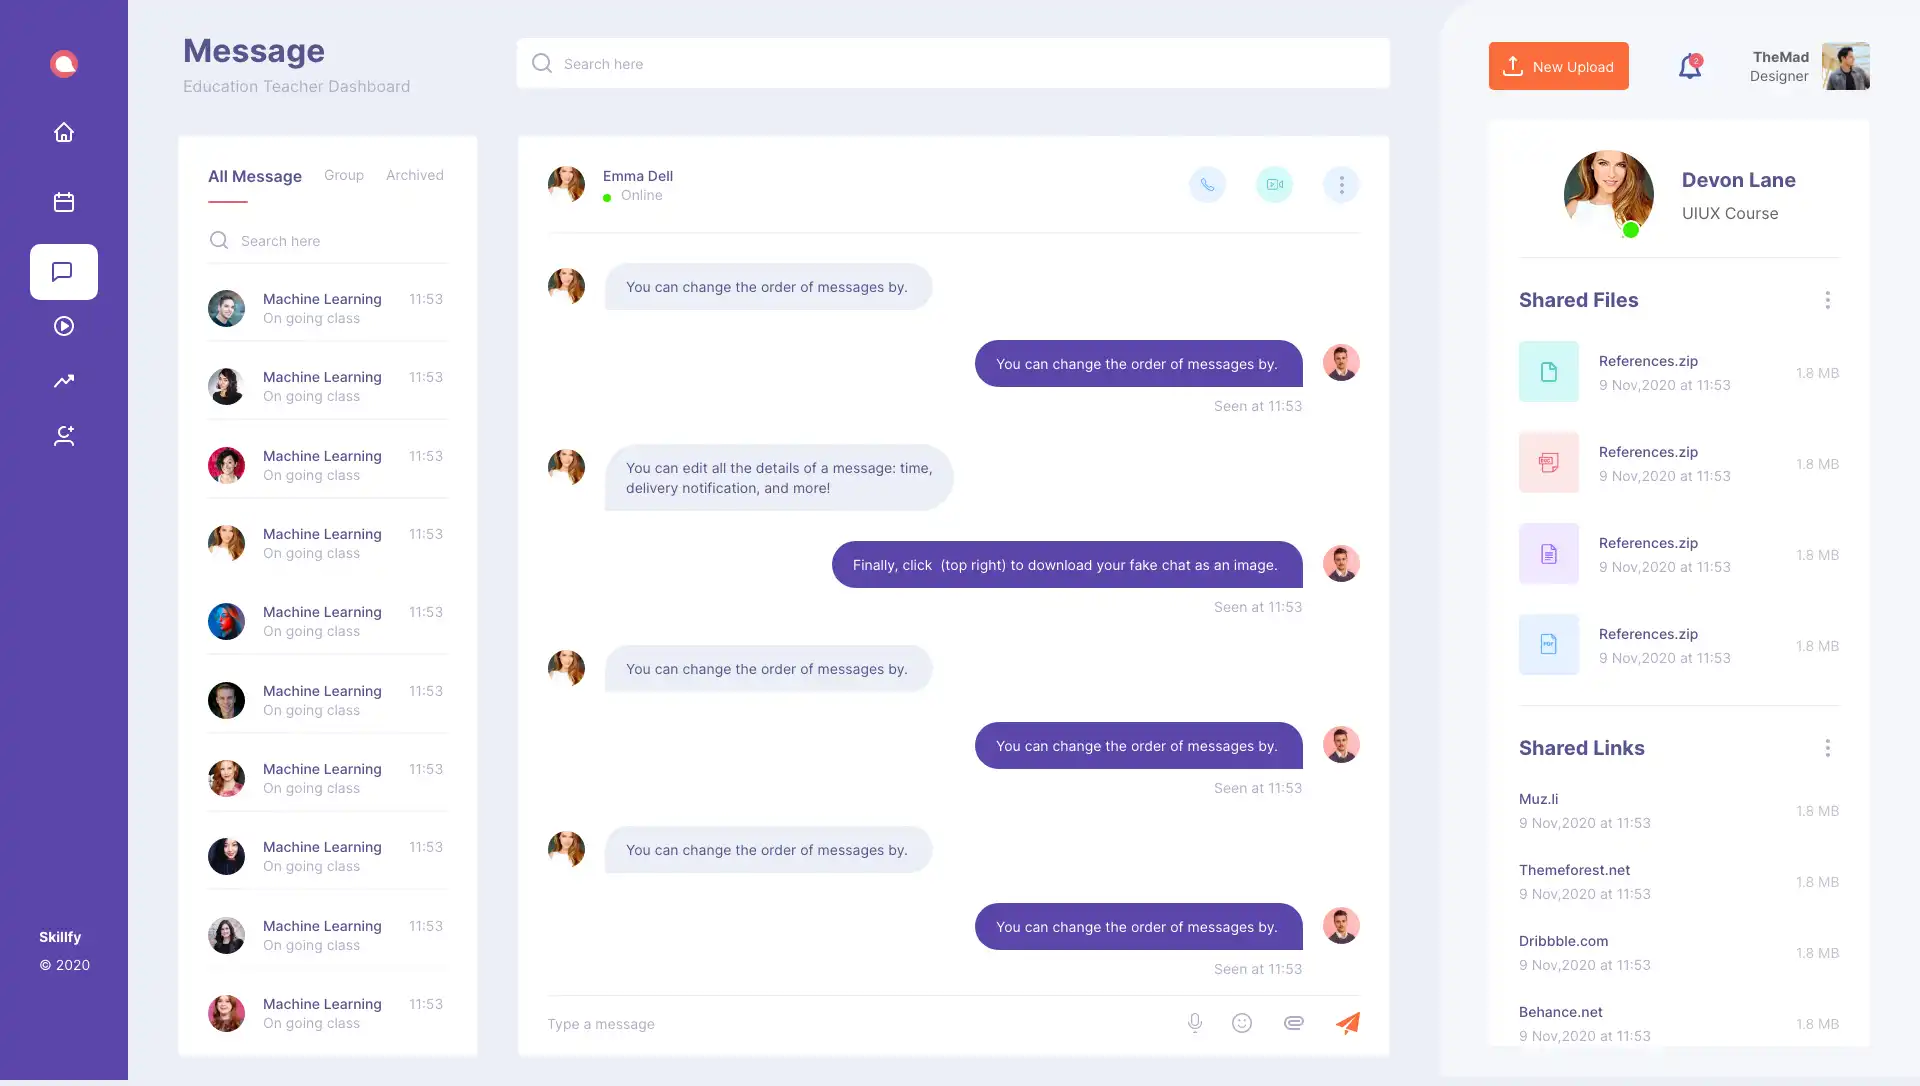 Message
Education Teacher Dashboard
Search here
New Upload
2
TheMad
Designer
All Message
Group
Archived
Search here
Machine Learning
11:53
On going class
Machine Learning
11:53
On going class
Machine Learning
11:53
On going class
Machine Learning
11:53
On going class
Machine Learning
11:53
On going class
Machine Learning
11:53
On going class
Machine Learning
11:53
On going class
Machine Learning
11:53
On going class
Machine Learning
11:53
On going class
Machine Learning
11:53
On going class
Skillfy
© 2020
Emma Dell
Online
You can change the order of messages by.
You can change the order of messages by.
Seen at 11:53
You can edit all the details of a message: time,
delivery notification, and more!
Finally, click (top right) to download your fake chat as an image.
Seen at 11:53
You can change the order of messages by.
You can change the order of messages by.
Seen at 11:53
You can change the order of messages by.
You can change the order of messages by.
Seen at 11:53
Type a message
Devon Lane
UIUX Course
Shared Files
References.zip
9 Nov,2020 at 11:53
1.8 MB
DOC
References.zip
9 Nov,2020 at 11:53
1.8 MB
References.zip
9 Nov,2020 at 11:53
1.8 MB
PDF
References.zip
9 Nov,2020 at 11:53
1.8 MB
Shared Links
Muz.li
9 Nov,2020 at 11:53
1.8 MB
Themeforest.net
9 Nov,2020 at 11:53
1.8 MB
Dribbble.com
9 Nov,2020 at 11:53
1.8 MB
Behance.net
9 Nov,2020 at 11:53
1.8 MB